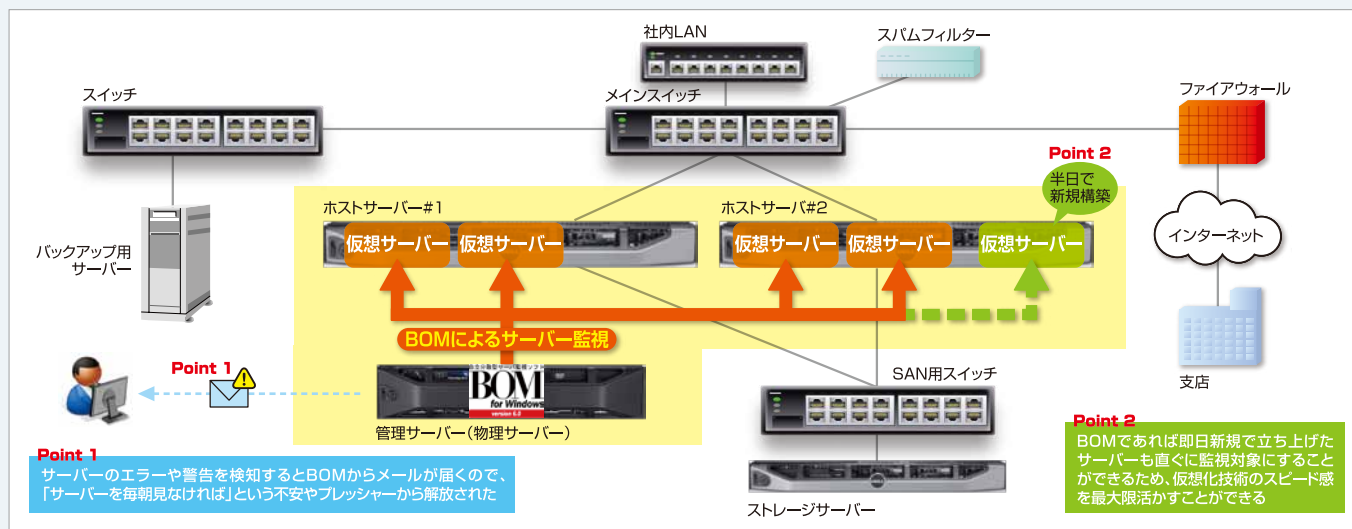 社内LAN
スパムフィルター
スイッチ
メインスイッチ
ファイアウォール
Point 2
半日で
新規構築
ホストサーバー#1
ホストサーバ#2
仮想サーバー
仮想サーバー
仮想サーバー
仮想サーバー
仮想サーバー
バックアップ用
サーバー
インターネット
BOMによるサーバー監視
Point 1
BOM
for Windows
支店
SAN用スイッチ
管理サーバー(物理サーバー)
Point 1
サーバーのエラーや警告を検知するとBOMからメールが届くので、
「サーバーを毎朝見なければ」という不安やプレッシャーから解放された
Point 2
BOMであれば即日新規で立ち上げた
サーバーも直ぐに監視対象にすること
ができるため、仮想化技術のスピード感
を最大限活かすことができる
ストレージサーバー